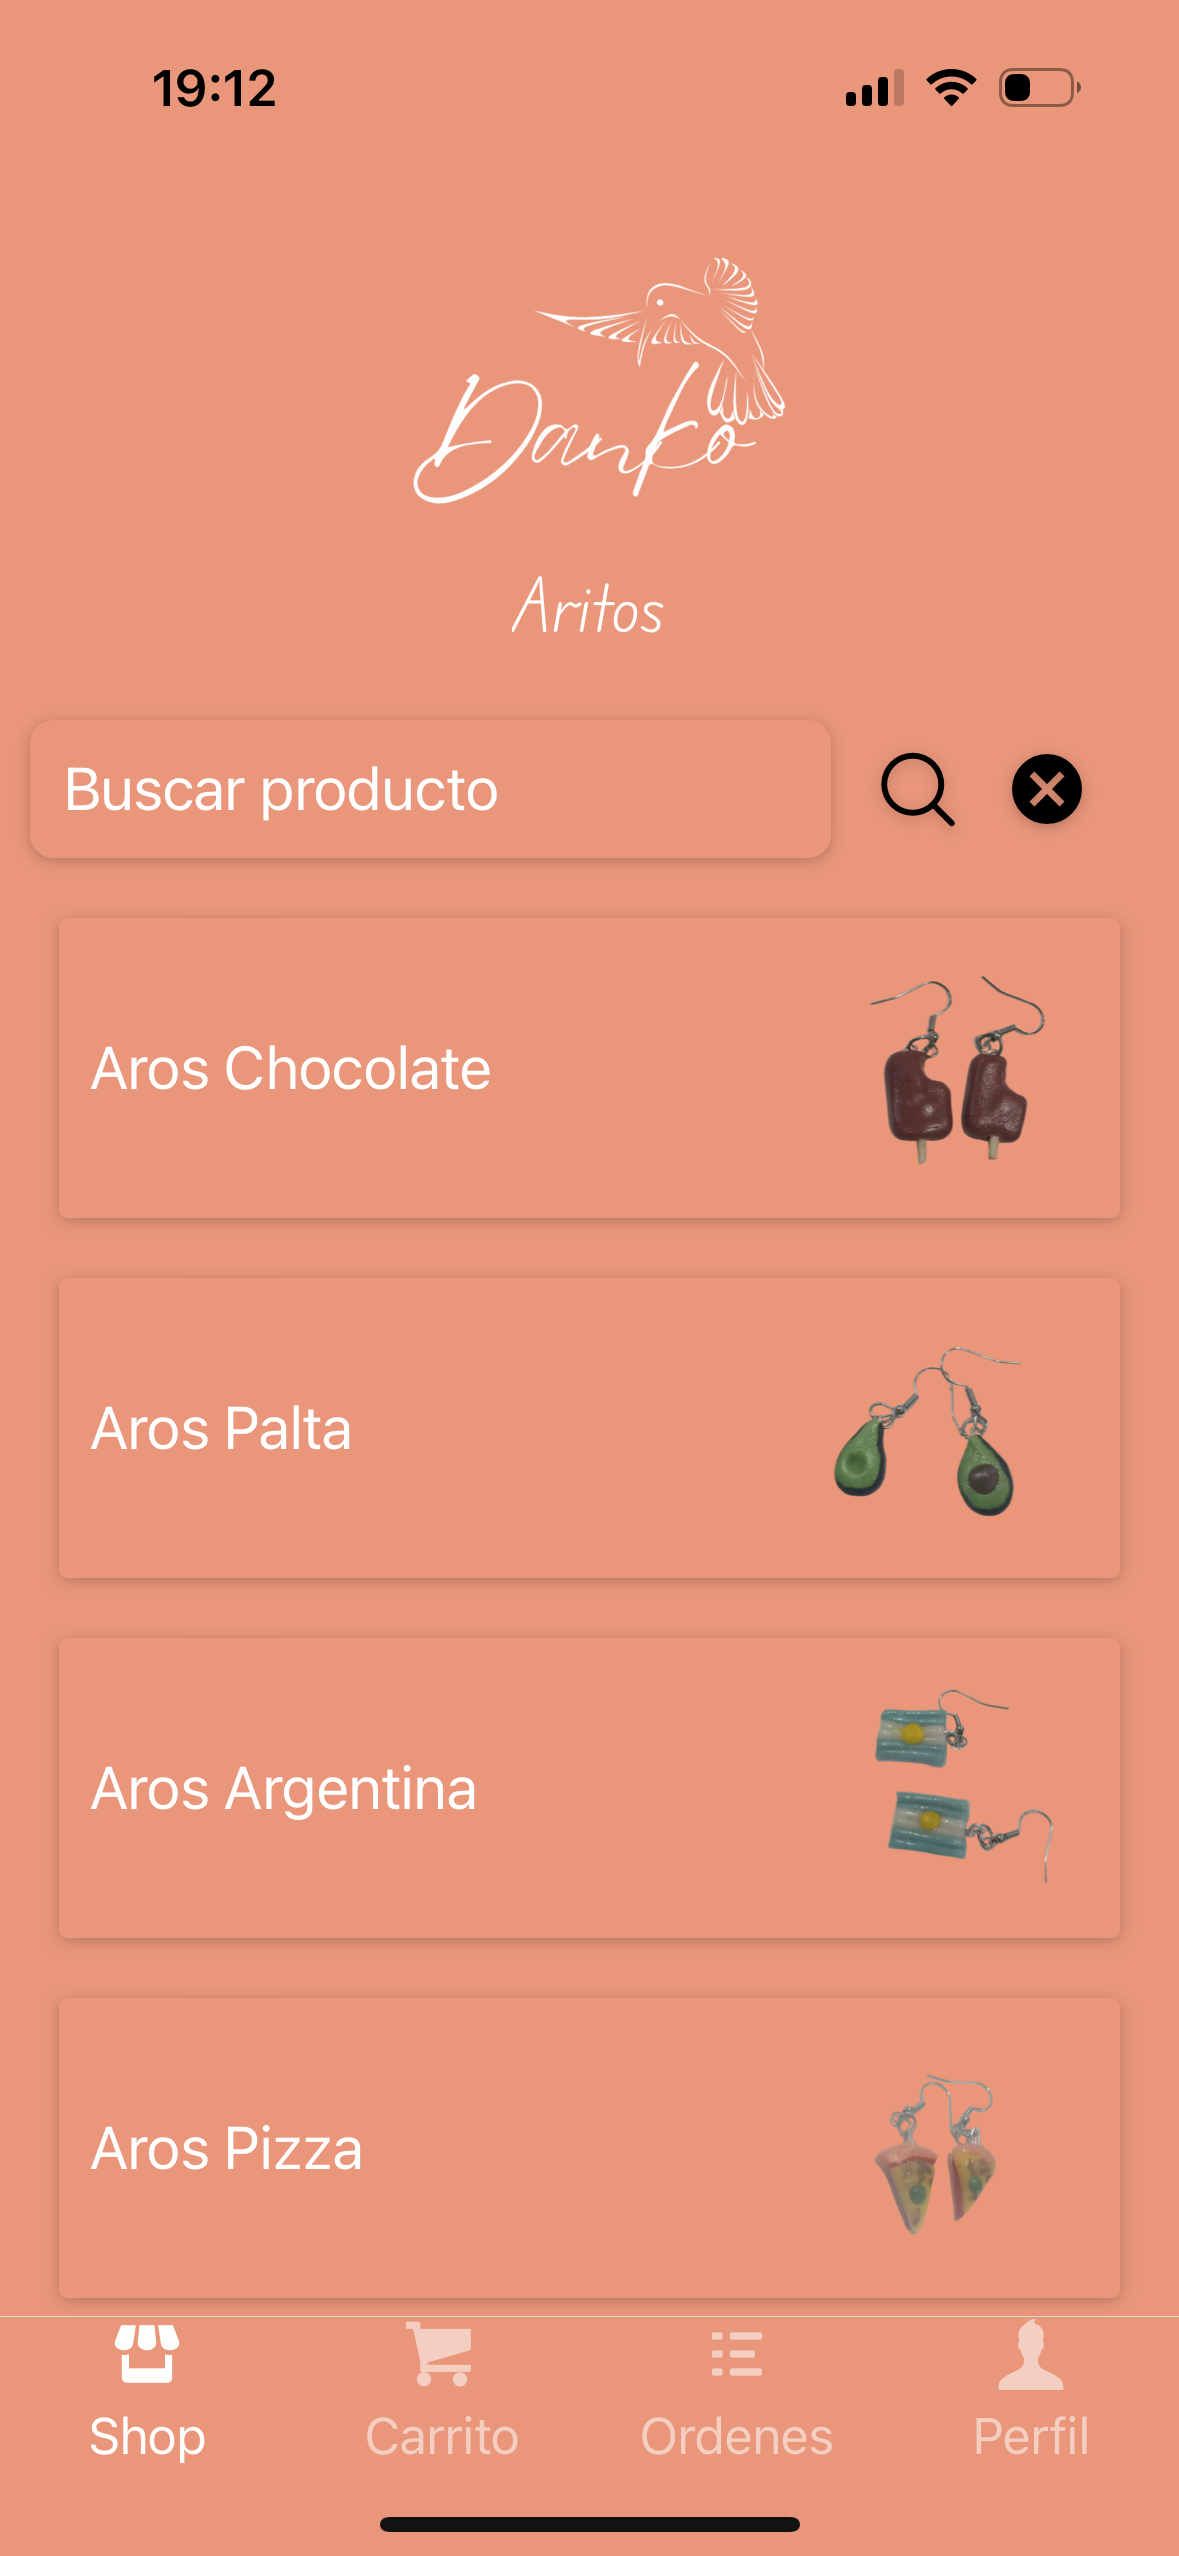 19:12
Danko
Aritos
Buscar producto
Aros Chocolate
Aros Palta
Aros Argentina
Aros Pizza
Shop
Carrito
Ordenes
Perfil